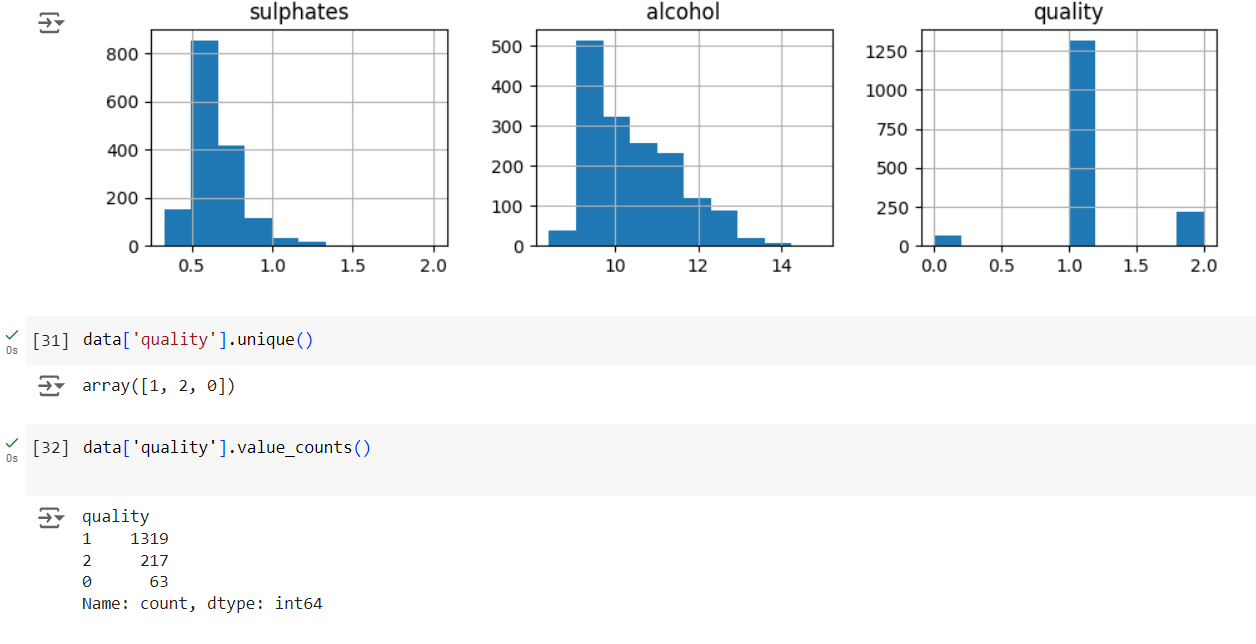 sulphates alcohol quality
800 500 1250
600 400 1000
400 300 750
200 200 500
0 100 250
0 0
0.5 1.0 1.5 2.0 10 12 14 0.0 0.5 1.0 1.5 2.0
[31] data['quality'].unique()
0s
array([1, 2, 0])
[32] data['quality'].value_counts()
0s
quality
1 1319
2 217
0 63
Name: count, dtype: int64